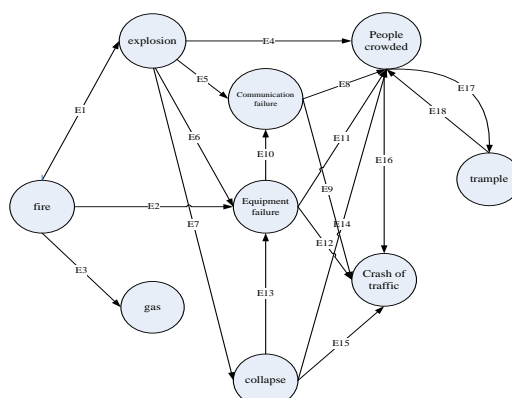 explosion
E4
People
crowded
E5
Communication
failure
E8
E17
E1
E6
E18
E11
E10
E16
trample
E9
fire
E2
Equipment
failure
E7
E14
E12
E3
Crash of
traffic
gas
E13
E15
collapse